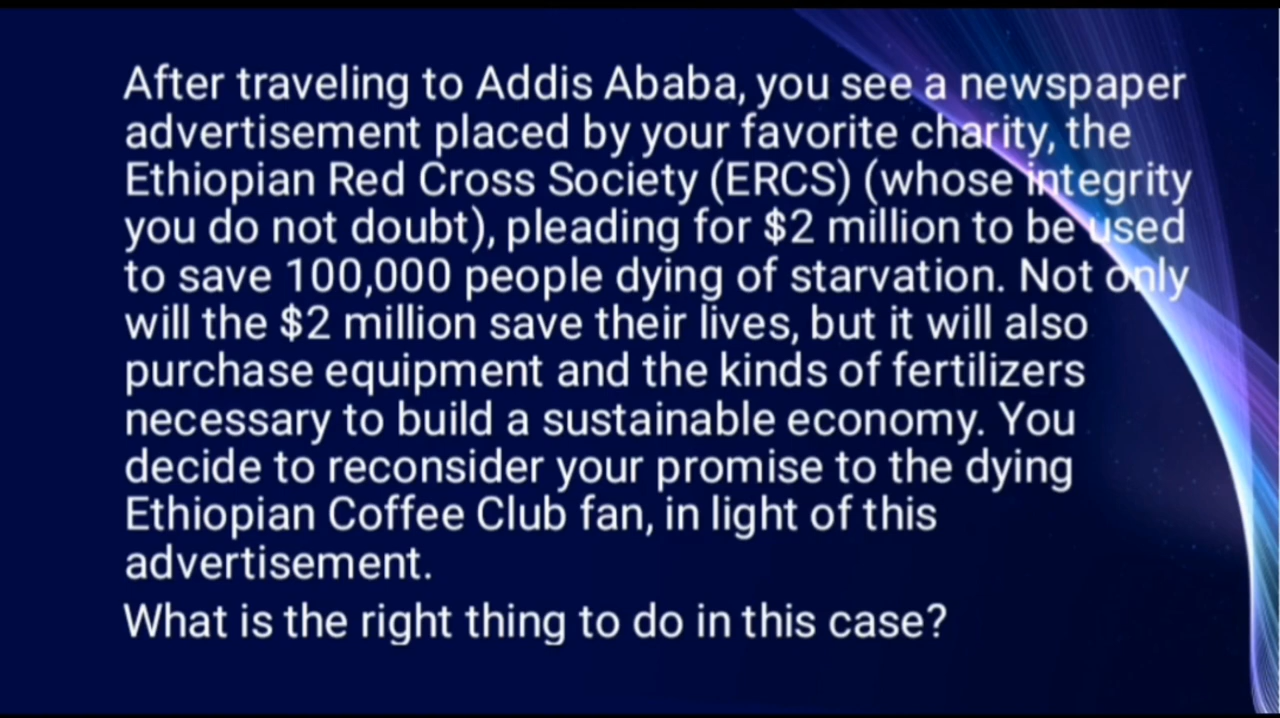 After traveling to Addis Ababa, you see a newspaper
advertisement placed by your favorite charity, the
Ethiopian Red Cross Society (ERCS) (whose integrity
you do not doubt), pleading for $2 million to be used
to save 100,000 people dying of starvation. Not only
will the $2 million save their lives, but it will also
purchase equipment and the kinds of fertilizers
necessary to build a sustainable economy. You
decide to reconsider your promise to the dying
Ethiopian Coffee Club fan, in light of this
advertisement.
What is the right thing to do in this case?